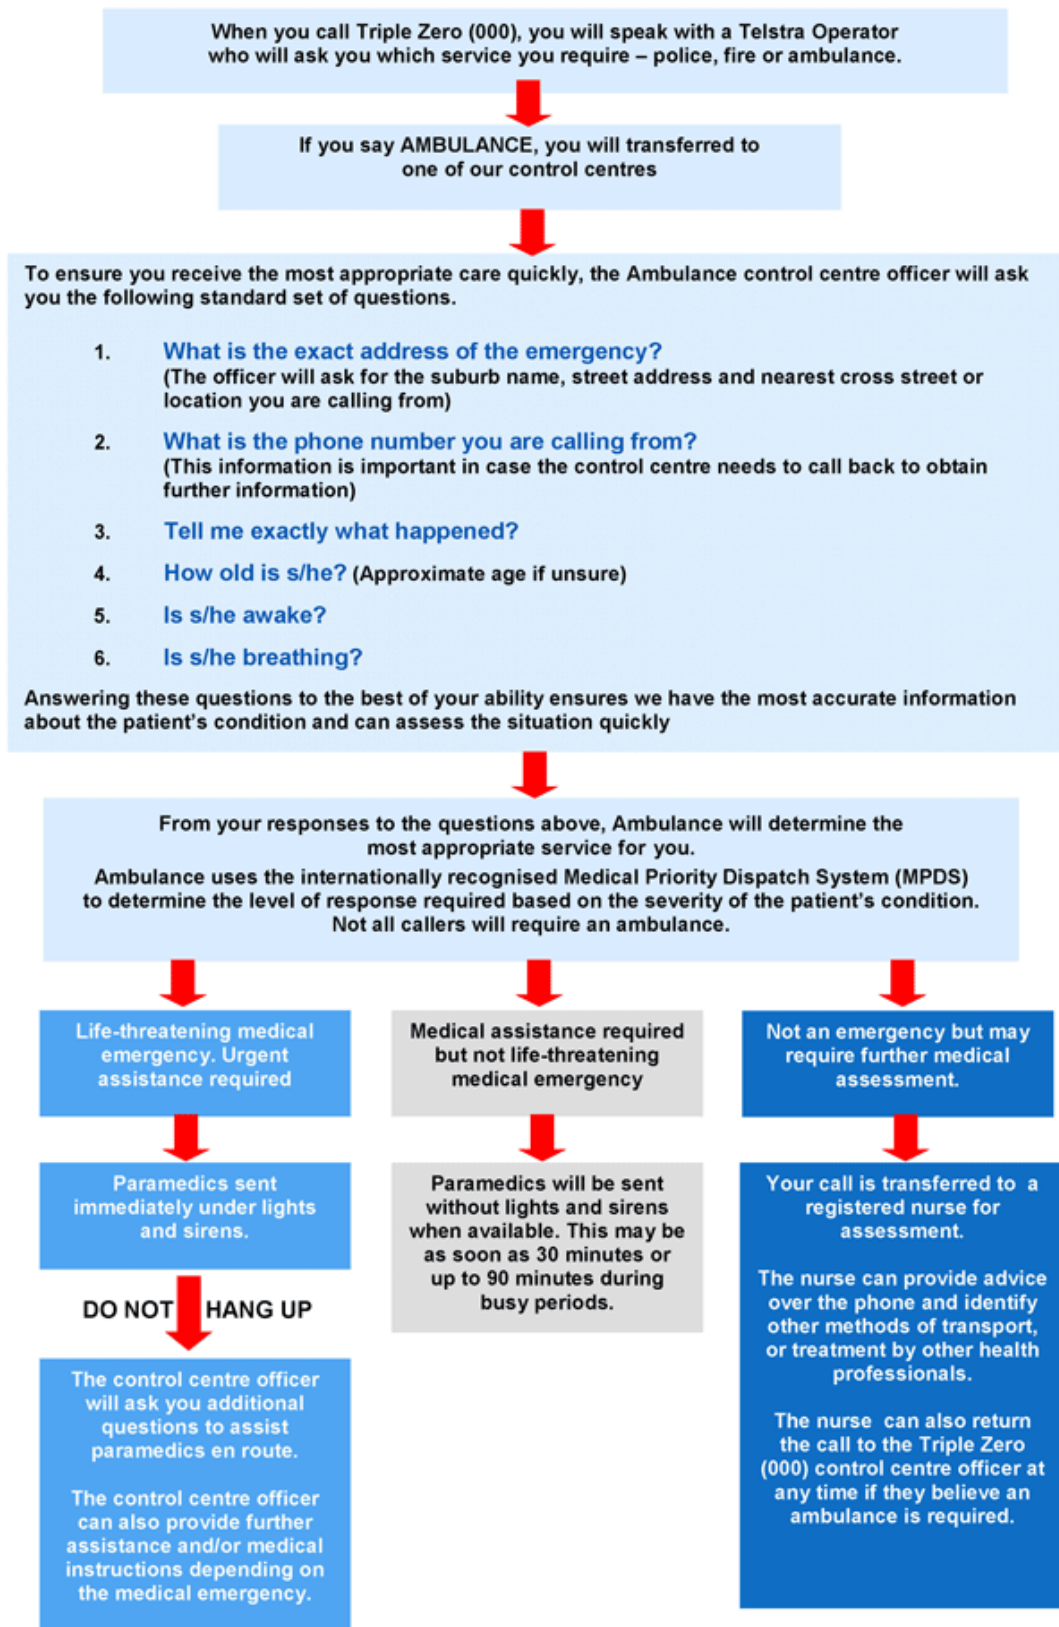 When you call Triple Zero (000), you will speak with a Telstra Operator
who will ask you which service you require – police, fire or ambulance.
If you say AMBULANCE, you will transferred to
one of our control centres
To ensure you receive the most appropriate care quickly, the Ambulance control centre officer will ask
you the following standard set of questions.
1. What is the exact address of the emergency?
(The officer will ask for the suburb name, street address and nearest cross street or
location you are calling from)
2. What is the phone number you are calling from?
(This information is important in case the control centre needs to call back to obtain
further information)
3. Tell me exactly what happened?
4. How old is s/he? (Approximate age if unsure)
5. Is s/he awake?
6. Is s/he breathing?
Answering these questions to the best of your ability ensures we have the most accurate information
about the patient's condition and can assess the situation quickly
From your responses to the questions above, Ambulance will determine the
most appropriate service for you.
Ambulance uses the internationally recognised Medical Priority Dispatch System (MPDS)
to determine the level of response required based on the severity of the patient's condition.
Not all callers will require an ambulance.
Life-threatening medical
emergency. Urgent
assistance required
Paramedics sent
immediately under lights
and sirens.
DO NOT HANG UP
The control centre officer
will ask you additional
questions to assist
paramedics en route.
The control centre officer
can also provide further
assistance and/or medical
instructions depending on
the medical emergency.
Medical assistance required
but not life-threatening
medical emergency
Paramedics will be sent
without lights and sirens
when available. This may be
as soon as 30 minutes or
up to 90 minutes during
busy periods.
Not an emergency but may
require further medical
assessment.
Your call is transferred to a
registered nurse for
assessment.
The nurse can provide advice
over the phone and identify
other methods of transport,
or treatment by other health
professionals.
The nurse can also return
the call to the Triple Zero
(000) control centre officer at
any time if they believe an
ambulance is required.